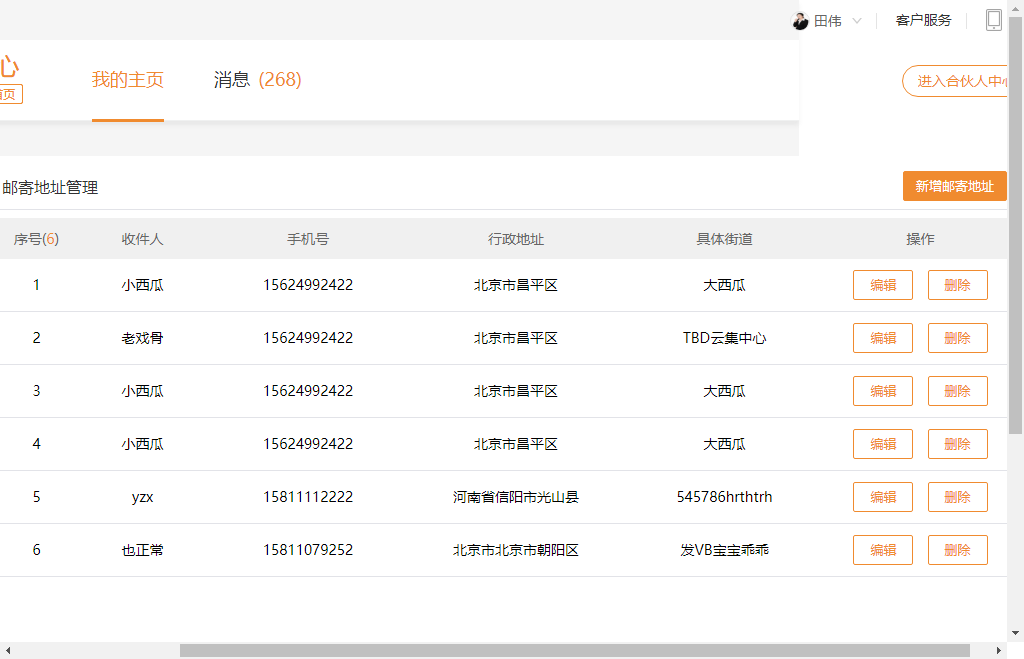 田伟 客户服务
心
首页
我的主页 消息 (268) 进入合伙人中心
邮寄地址管理 新增邮寄地址
序号(6) 收件人 手机号 行政地址 具体街道 操作
1 小西瓜 15624992422 北京市昌平区 大西瓜 编辑 删除
2 老戏骨 15624992422 北京市昌平区 TBD云集中心 编辑 删除
3 小西瓜 15624992422 北京市昌平区 大西瓜 编辑 删除
4 小西瓜 15624992422 北京市昌平区 大西瓜 编辑 删除
5 yzx 15811112222 河南省信阳市光山县 545786hrthtrh 编辑 删除
6 也正常 15811079252 北京市北京市朝阳区 发VB宝宝乖乖 编辑 删除